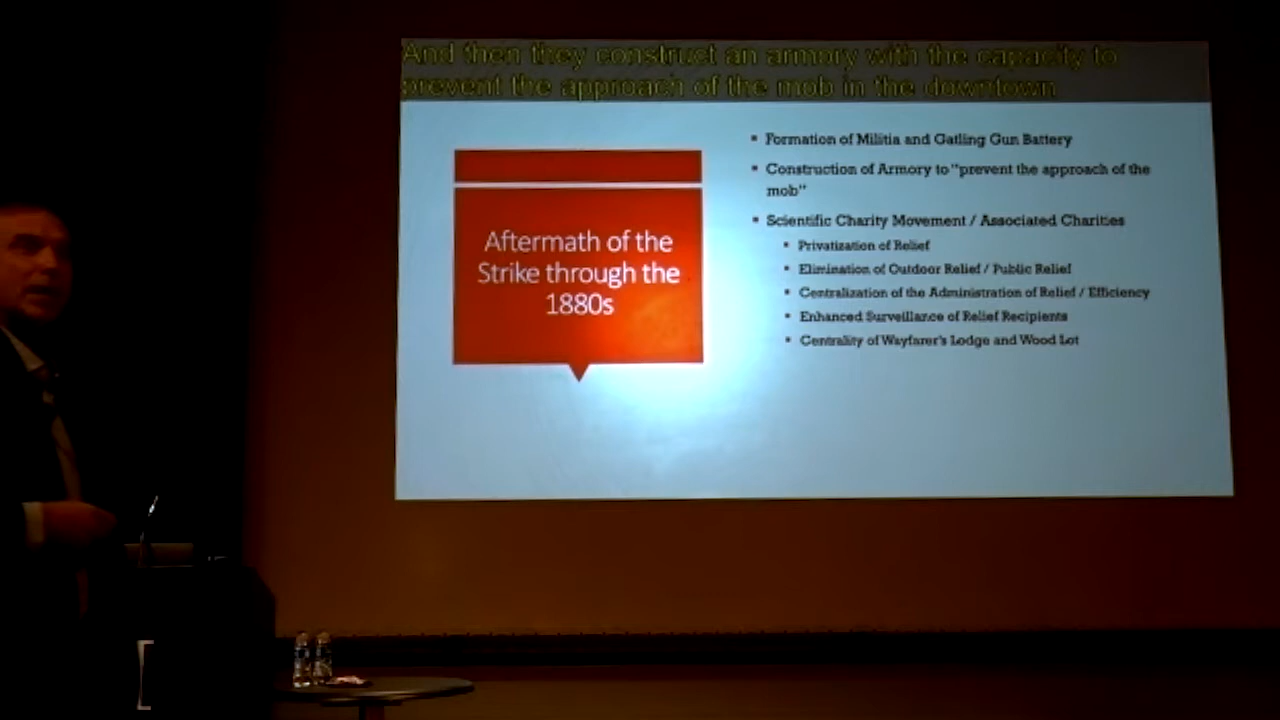 And then they construct an armory with the capacity to
prevent the approach of the mob in the downtown
Aftermath of the
Strike through the
1880s
▪ Formation of Militia and Gatling Gun Battery
▪ Construction of Armory to "prevent the approach of the
mob"
▪ Scientific Charity Movement / Associated Charities
▪ Privatization of Relief
▪ Elimination of Outdoor Relief / Public Relief
▪ Centralization of the Administration of Relief / Efficiency
▪ Enhanced Surveillance of Relief Recipients
▪ Centrality of Wayfarer's Lodge and Wood Lot